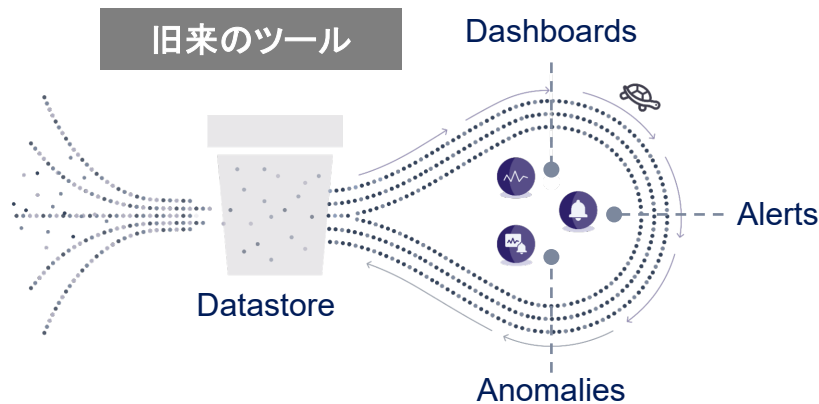 旧来のツール
Dashboards
Alerts
Datastore
Anomalies